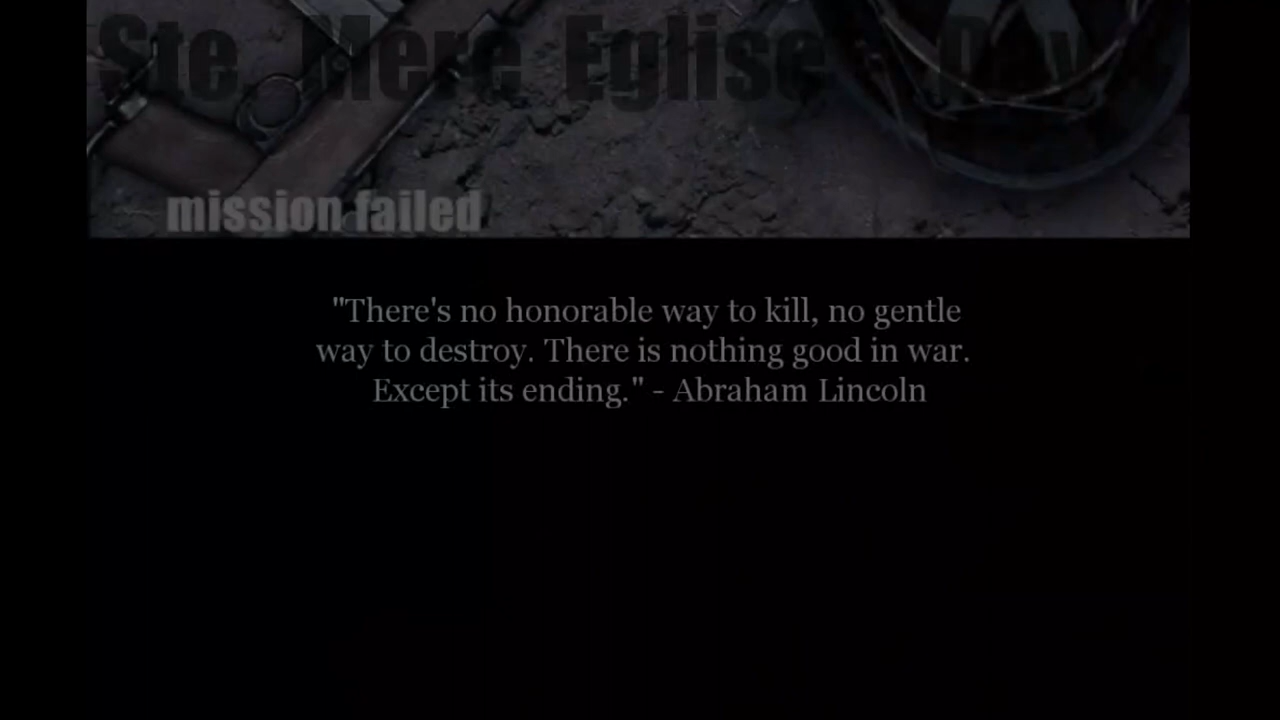 Ste. Mere Eglise Day
mission failed
"There's no honorable way to kill, no gentle
way to destroy. There is nothing good in war.
Except its ending." - Abraham Lincoln